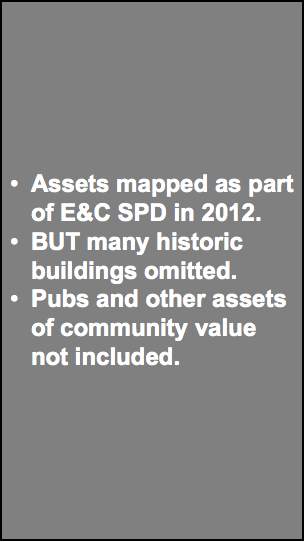 • Assets mapped as part
of E&C SPD in 2012.
• BUT many historic
buildings omitted.
• Pubs and other assets
of community value
not included.